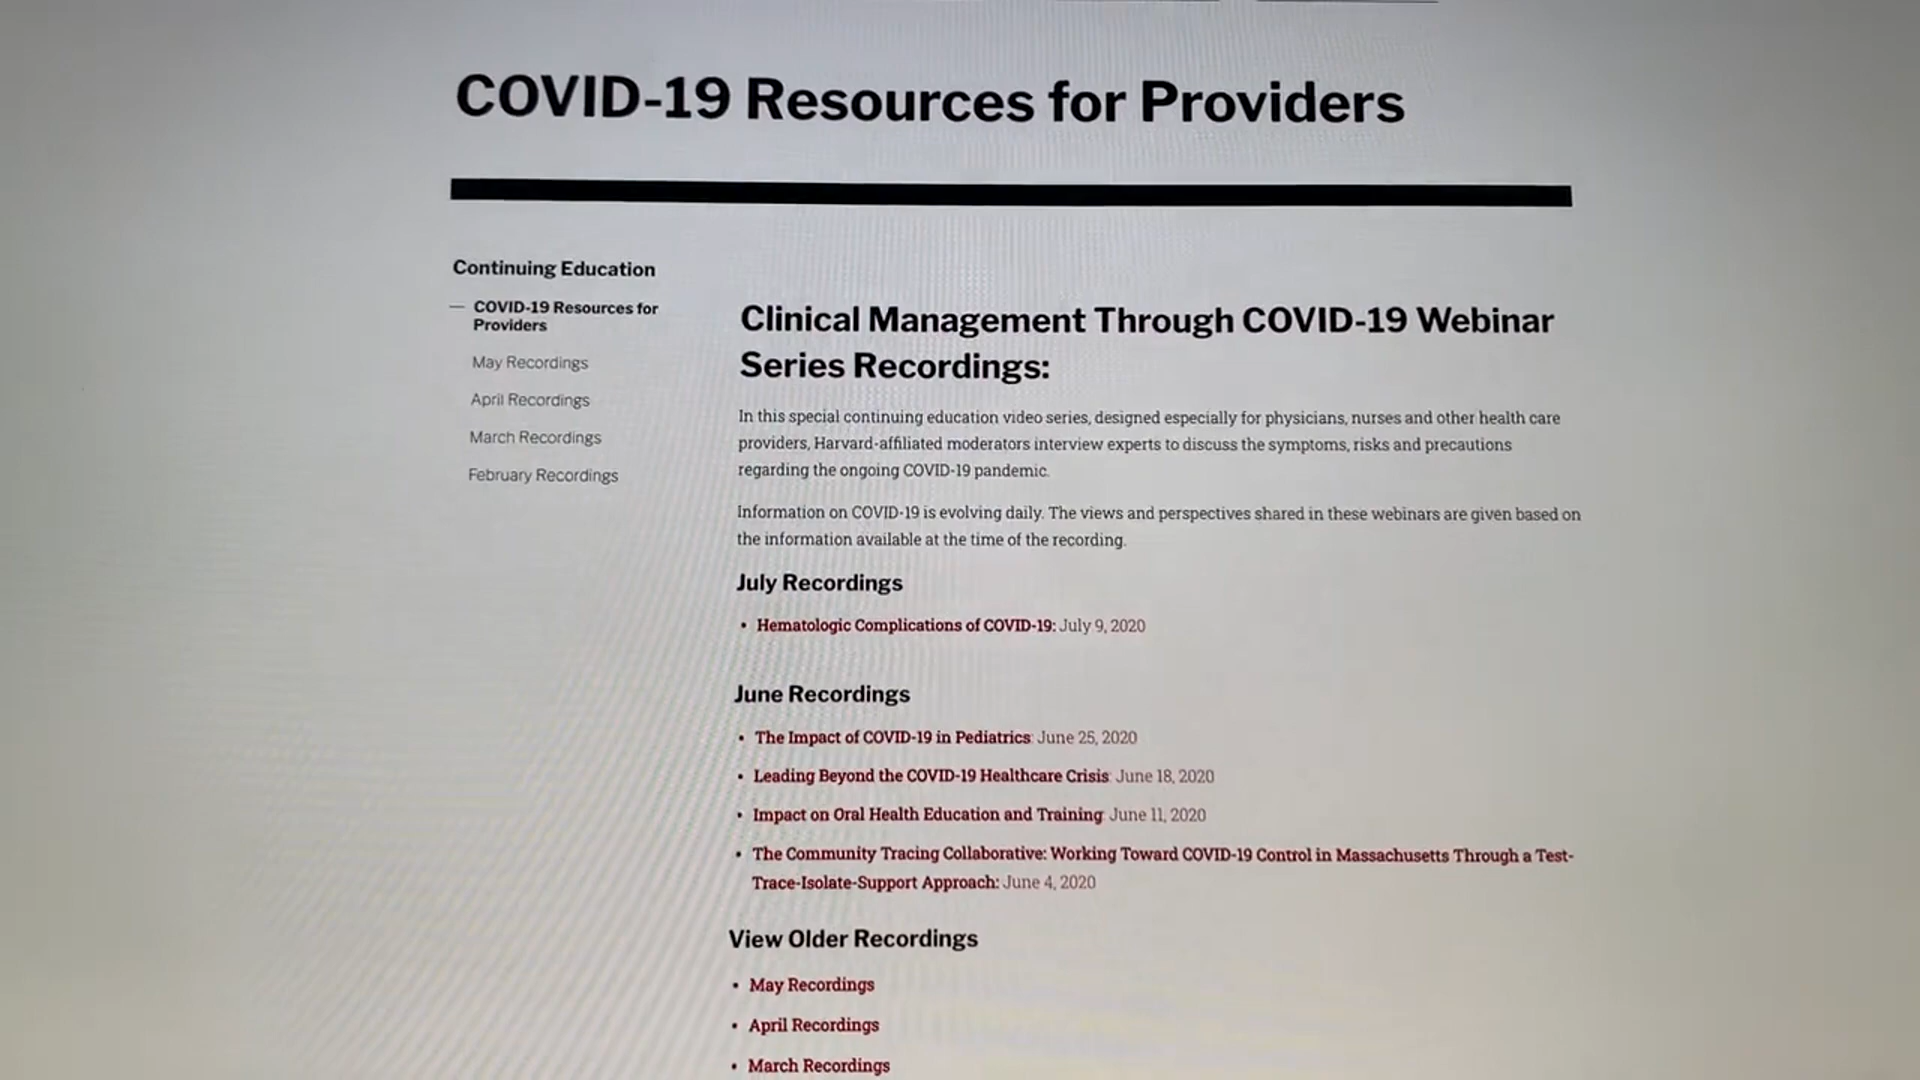 COVID-19 Resources for Providers
Continuing Education
— COVID-19 Resources for
Providers
May Recordings
April Recordings
March Recordings
February Recordings
Clinical Management Through COVID-19 Webinar
Series Recordings:
In this special continuing education video series, designed especially for physicians, nurses and other health care
providers, Harvard-affiliated moderators interview experts to discuss the symptoms, risks and precautions
regarding the ongoing COVID-19 pandemic.
Information on COVID-19 is evolving daily. The views and perspectives shared in these webinars are given based on
the information available at the time of the recording.
July Recordings
• Hematologic Complications of COVID-19: July 9, 2020
June Recordings
• The Impact of COVID-19 in Pediatrics: June 25, 2020
• Leading Beyond the COVID-19 Healthcare Crisis: June 18, 2020
• Impact on Oral Health Education and Training: June 11, 2020
• The Community Tracing Collaborative: Working Toward COVID-19 Control in Massachusetts Through a Test-
Trace-Isolate-Support Approach: June 4, 2020
View Older Recordings
• May Recordings
• April Recordings
• March Recordings